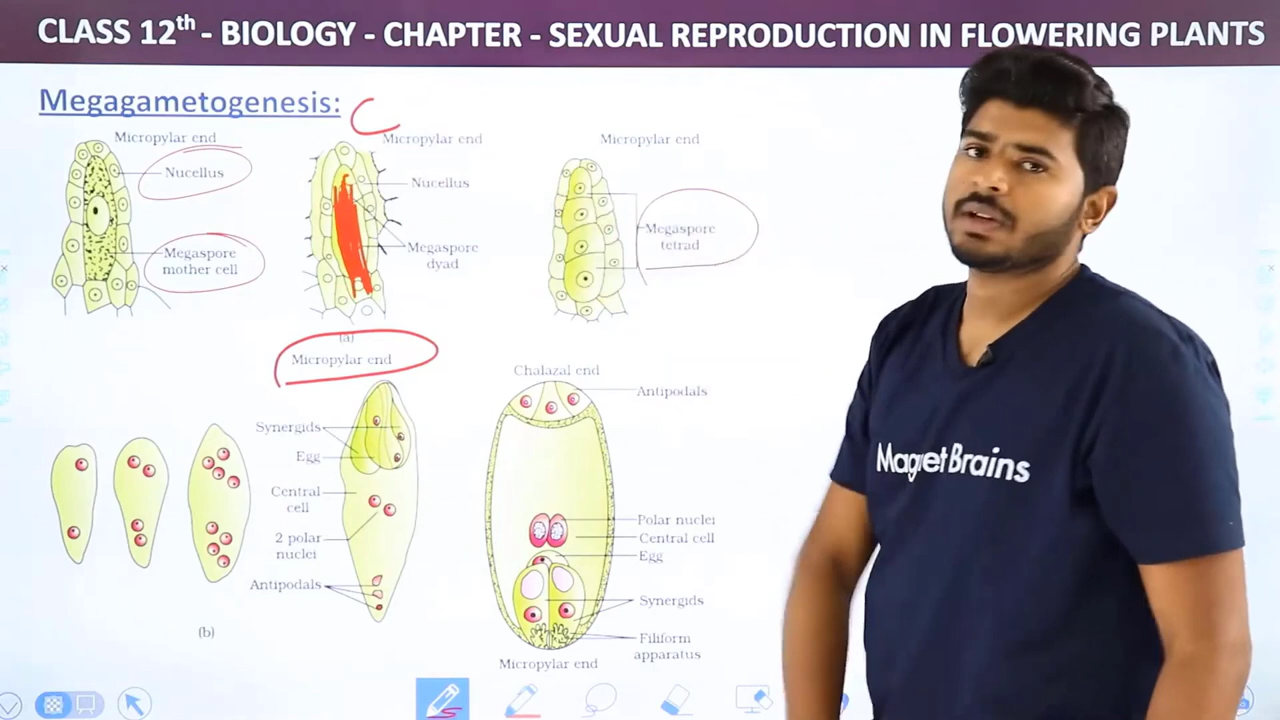 CLASS 12th - BIOLOGY - CHAPTER - SEXUAL REPRODUCTION IN FLOWERING PLANTS
Megagametogenesis:
Micropylar end
Nucellus
Megaspore
mother cell
Micropylar end
Nucellus
Megaspore
dyad
(a)
Micropylar end
Megaspore
tetrad
Micropylar end
Synergids
Egg
Central
cell
2 polar
nuclei
Antipodals
(b)
Chalazal end
Antipodals
Polar nuclei
Central cell
Egg
Synergids
Filiform
apparatus
Micropylar end
Magnet Brains